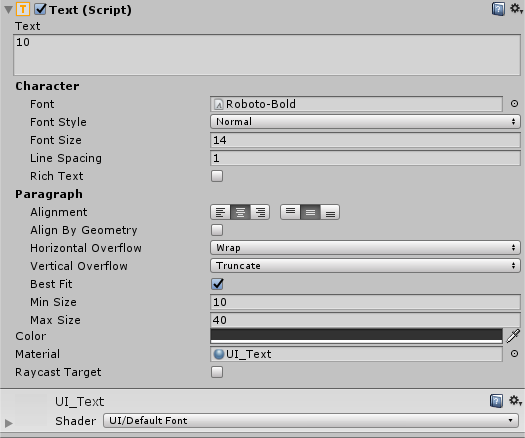 Text (Script)
Text
10
Character
Font Roboto-Bold
Font Style Normal
Font Size 14
Line Spacing 1
Rich Text
Paragraph
Alignment
Align By Geometry
Horizontal Overflow Wrap
Vertical Overflow Truncate
Best Fit
Min Size 10
Max Size 40
Color
Material UI_Text
Raycast Target
UI_Text
Shader UI/Default Font